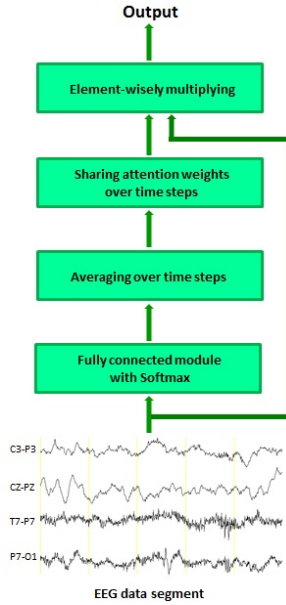 Output
Element-wisely multiplying
Sharing attention weights
over time steps
Averaging over time steps
Fully connected module
with Softmax
C3-P3
CZ-PZ
T7-P7
P7-O1
EEG data segment